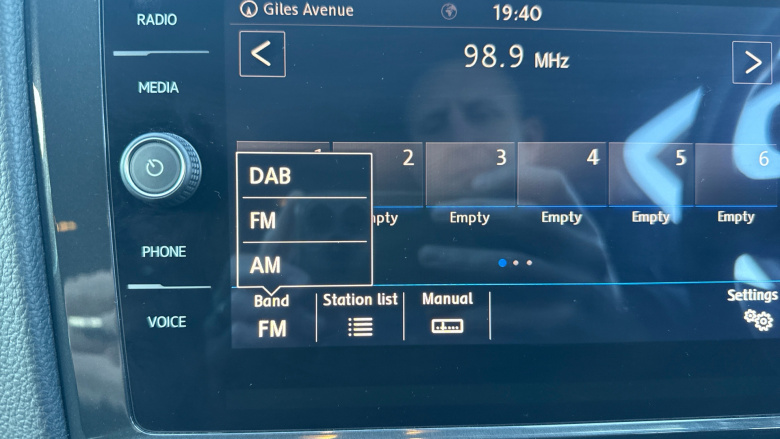 RADIO
MEDIA
PHONE
VOICE
Giles Avenue
19:40
<
98.9 MHz
>
2 3 4 5 6
Empty Empty Empty Empty
DAB
FM
AM
Band
FM
Station list
Manual
Settings